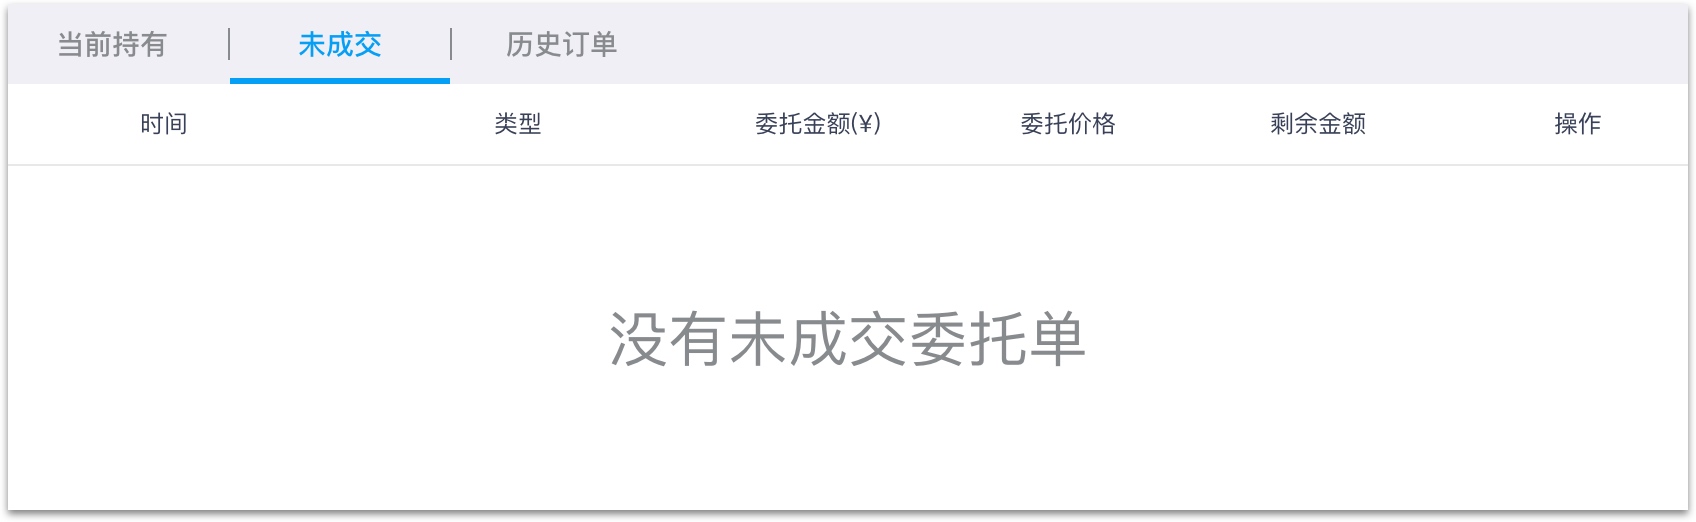 当前持有 未成交 历史订单
时间 类型 委托金额(¥) 委托价格 剩余金额 操作
没有未成交委托单